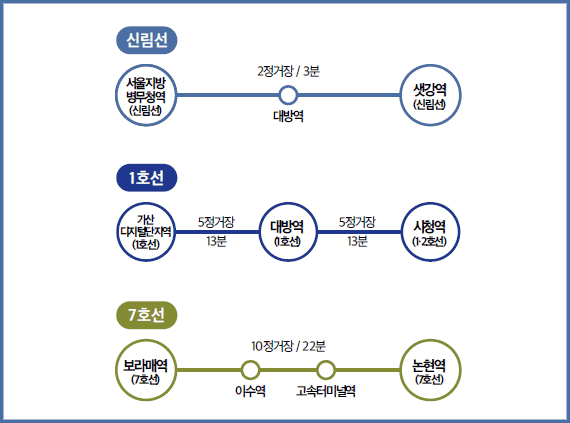 신림선
2정거장 / 3분
서울지방
병무청역
(신림선)
대방역
샛강역
(신림선)
1호선
가산
디지털단지역
(1호선)
5정거장
13분
대방역
(1호선)
5정거장
13분
시청역
(1·2호선)
7호선
10정거장 / 22분
보라매역
(7호선)
이수역
고속터미널역
논현역
(7호선)